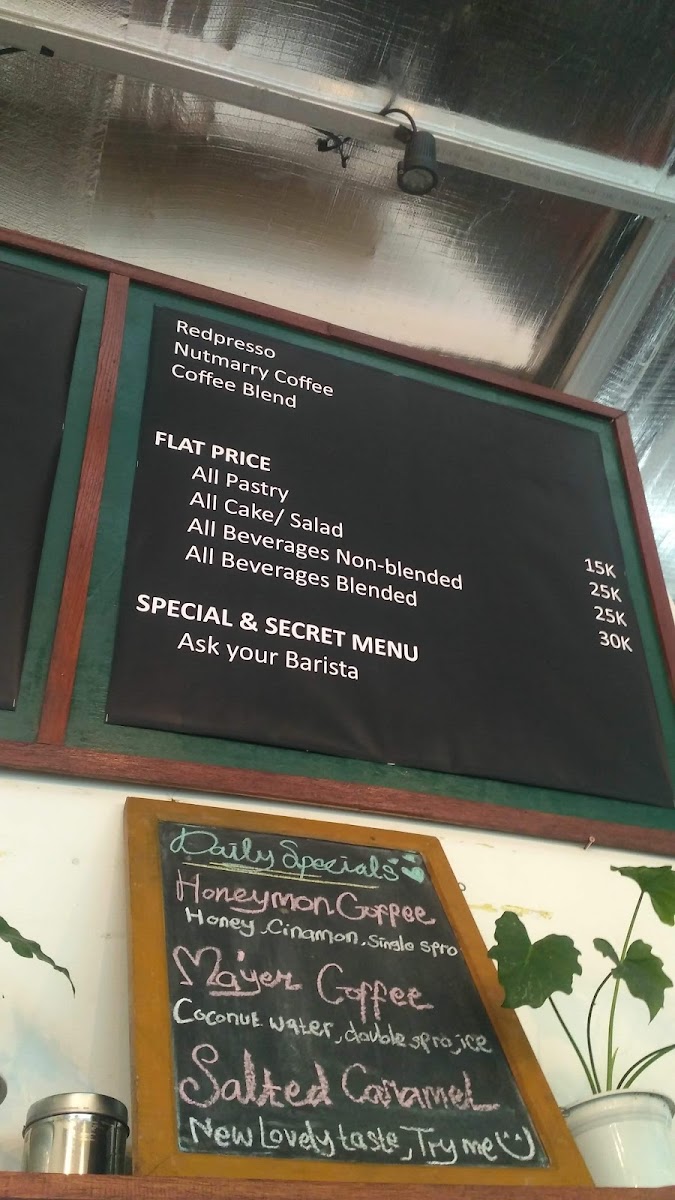 Redpresso
Nutmarry Coffee
Coffee Blend
FLAT PRICE
All Pastry 15K
All Cake/ Salad 25K
All Beverages Non-blended 25K
All Beverages Blended 30K
SPECIAL & SECRET MENU
Ask your Barista
Daily Specials
Honeymon Coffee
Honey, Cinamon, Single spro
Ma'yer Coffee
Coconut water, double spro, ice
Salted Caramel
New Lovely taste, Try me